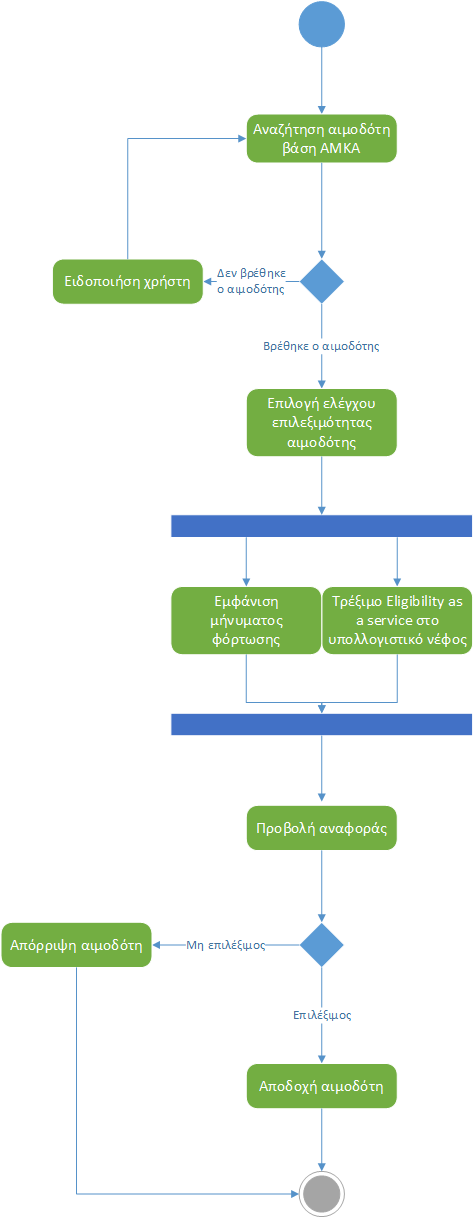 Αναζήτηση αιμοδότη
βάση ΑΜΚΑ
Δεν βρέθηκε
ο αιμοδότης
Ειδοποιήση χρήστη
Βρέθηκε ο αιμοδότης
Επιλογή ελέγχου
επιλεξιμότητας
αιμοδότης
Εμφάνιση
μήνυματος
φόρτωσης
Τρέξιμο Eligibility as
a service στο
υπολλογιστικό νέφος
Προβολή αναφοράς
Απόρριψη αιμοδότη
Μη επιλέξιμος
Επιλέξιμος
Αποδοχή αιμοδότη